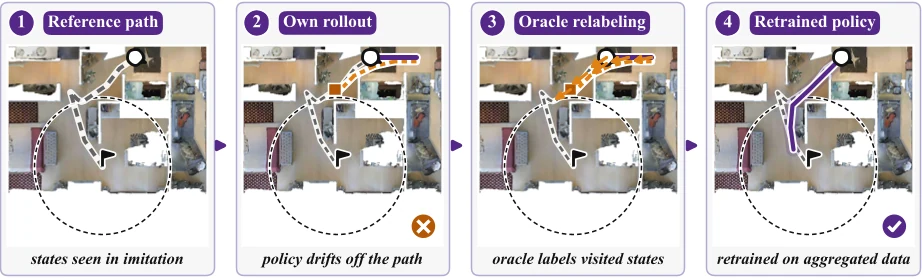 1 Reference path
states seen in imitation
2 Own rollout
policy drifts off the path
3 Oracle relabeling
oracle labels visited states
4 Retrained policy
retrained on aggregated data